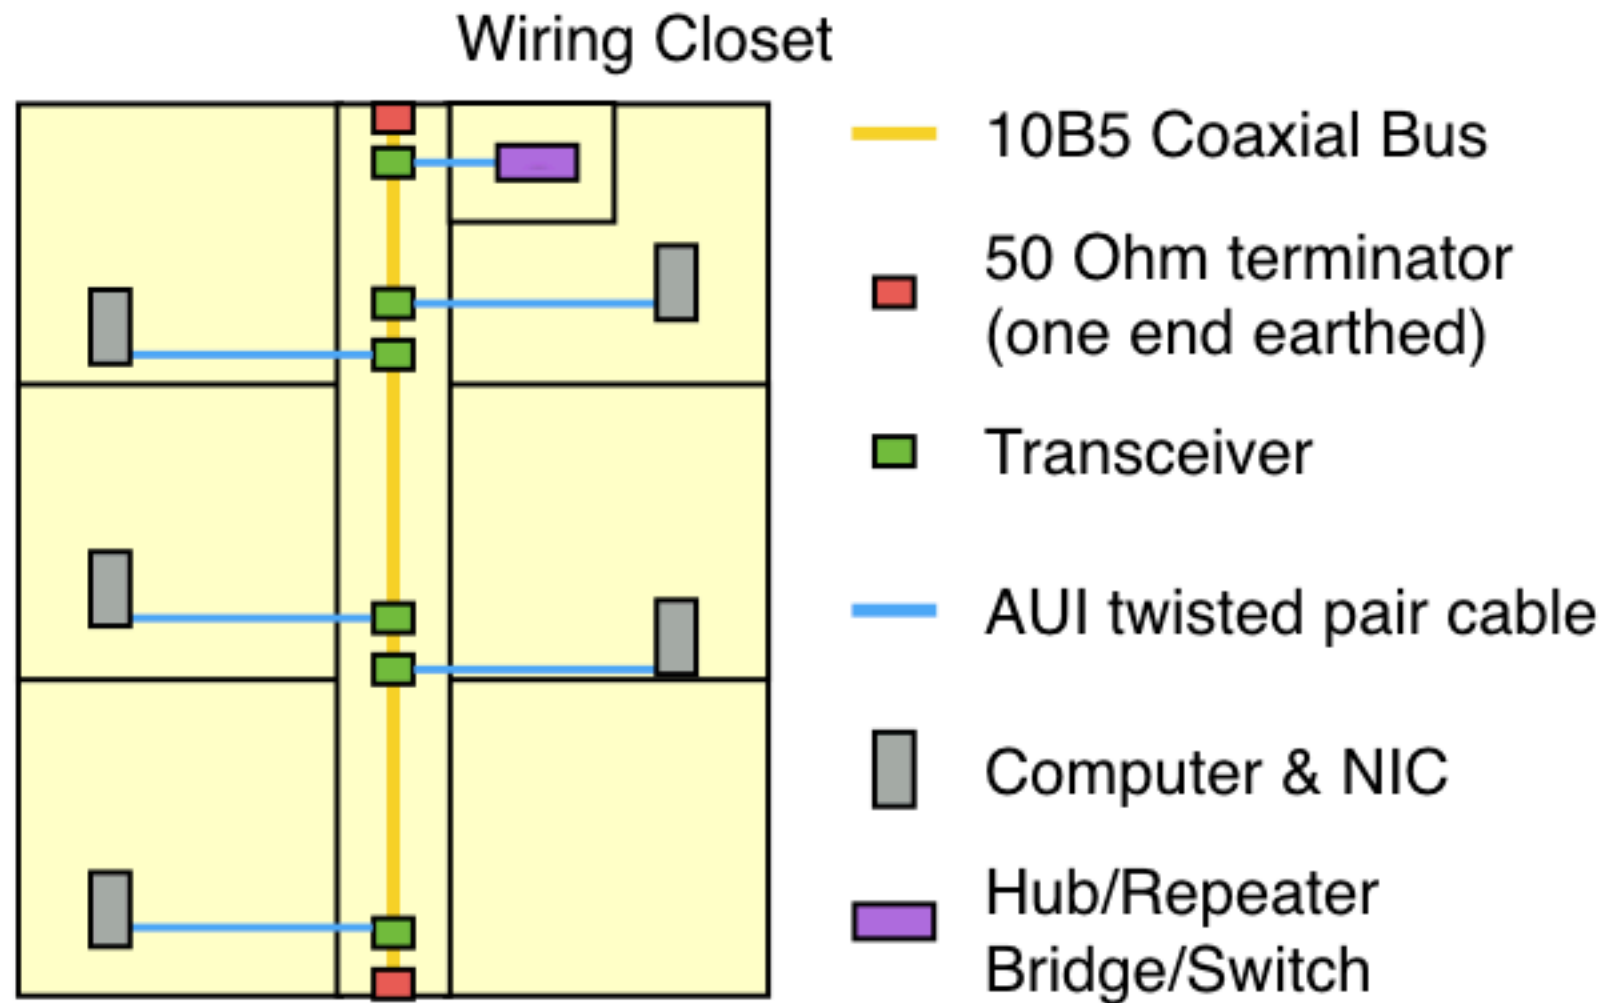 Wiring Closet
10B5 Coaxial Bus
50 Ohm terminator
(one end earthed)
Transceiver
AUI twisted pair cable
Computer & NIC
Hub/Repeater
Bridge/Switch